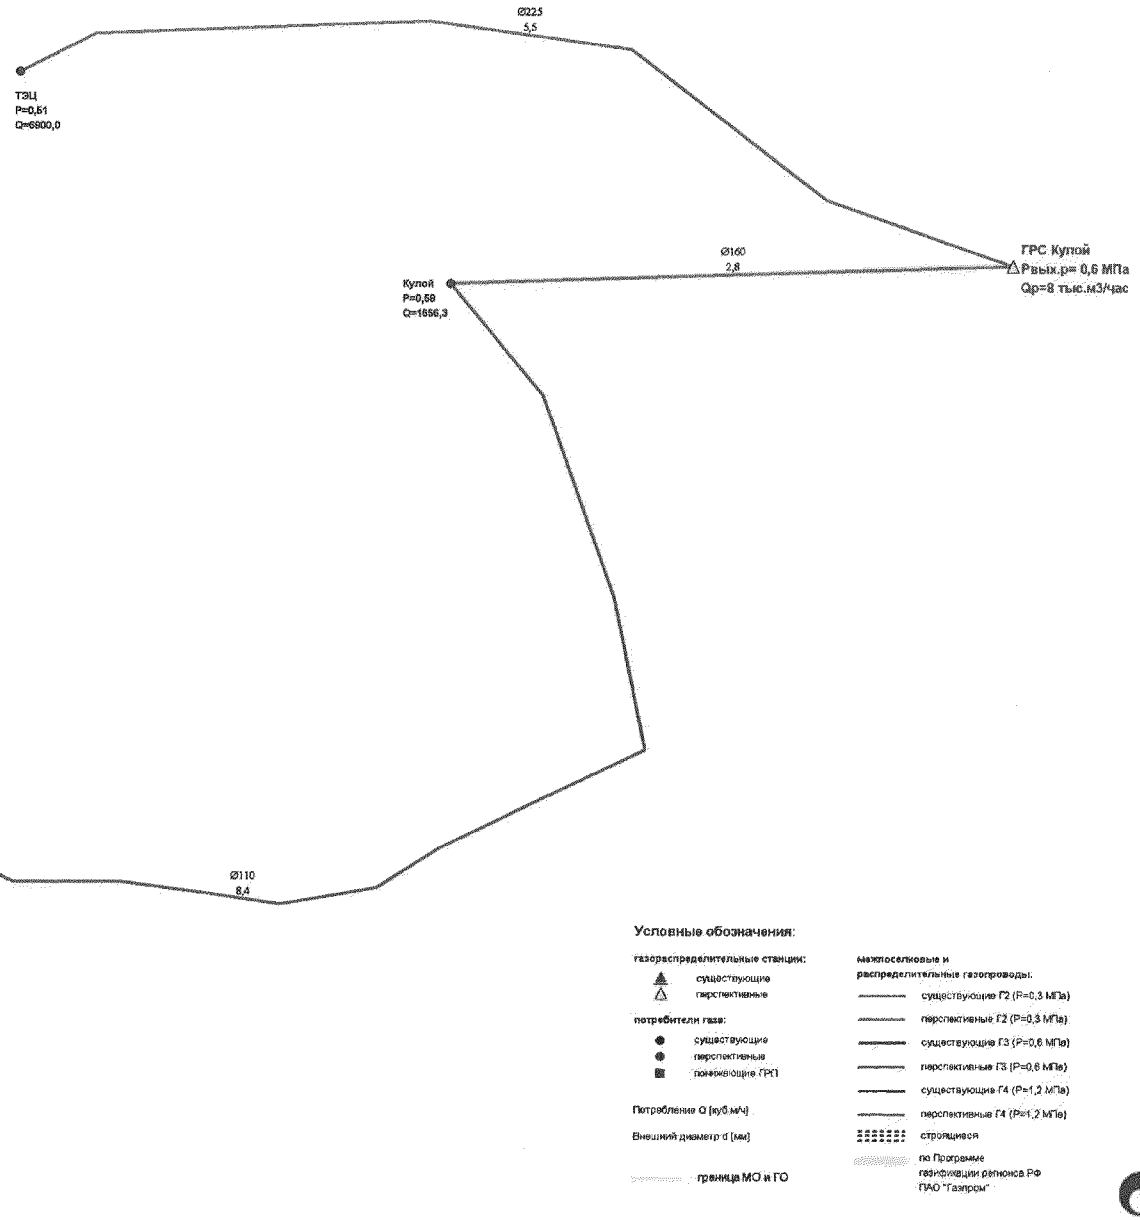 Ø225
5,5
ТЭЦ
P=0,51
Q=6900,0
Ø160
2,8
ГРС Кулой
Рвых.р= 0,6 МПа
Qр=8 тыс.м3/час
Кулой
P=0,59
Q=1656,3
Ø110
8,4
Условные обозначения:
газораспределительные станции:
существующие
перспективные
потребители газа:
существующие
перспективные
понижающие ГРП
Потребление Q [куб.м/ч]
Внешний диаметр d [мм]
граница МО и ГО
межпоселковые и
распределительные газопроводы:
существующие Г2 (P=0,3 МПа)
перспективные Г2 (P=0,3 МПа)
существующие Г3 (P=0,6 МПа)
перспективные Г3 (P=0,6 МПа)
существующие Г4 (P=1,2 МПа)
перспективные Г4 (P=1,2 МПа)
строящиеся
по Программе
газификации регионов РФ
ПАО "Газпром"